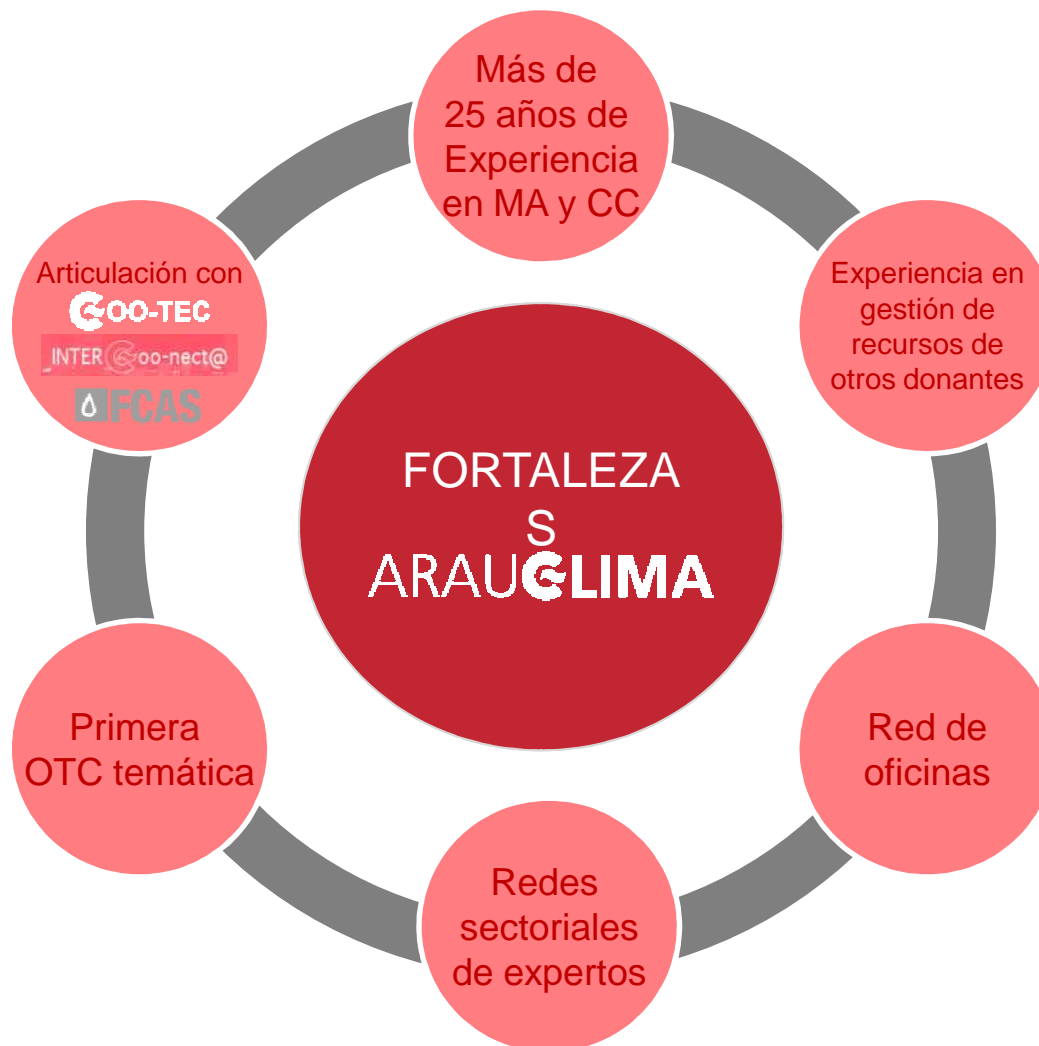 Más de
25 años de
Experiencia
en MA y CC
Articulación con
COO-TEC
INTERCoo-nect@
FCAS
Experiencia en
gestión de
recursos de
otros donantes
FORTALEZA
S
ARAUCLIMA
Primera
OTC temática
Red de
oficinas
Redes
sectoriales
de expertos